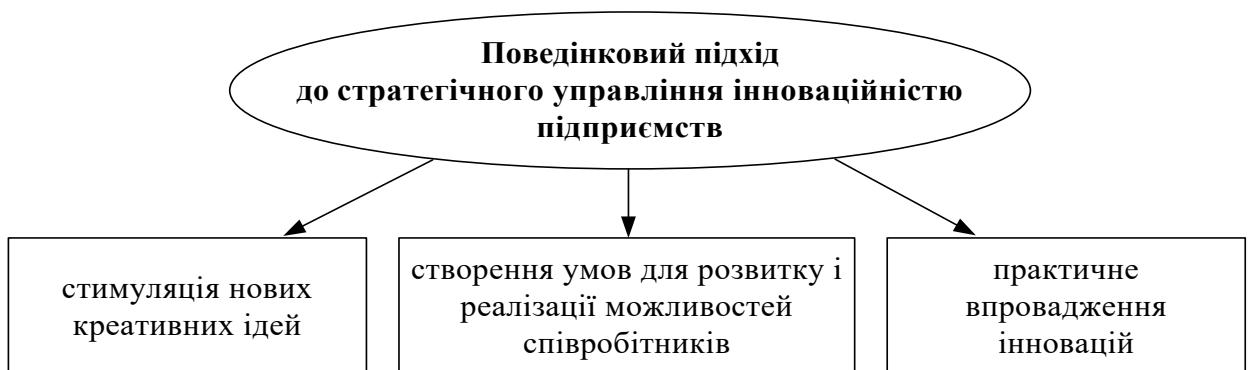 Поведінковий підхід
до стратегічного управління інноваційністю
підприємств
стимуляція нових
креативних ідей
створення умов для розвитку і
реалізації можливостей
співробітників
практичне
впровадження
інновацій